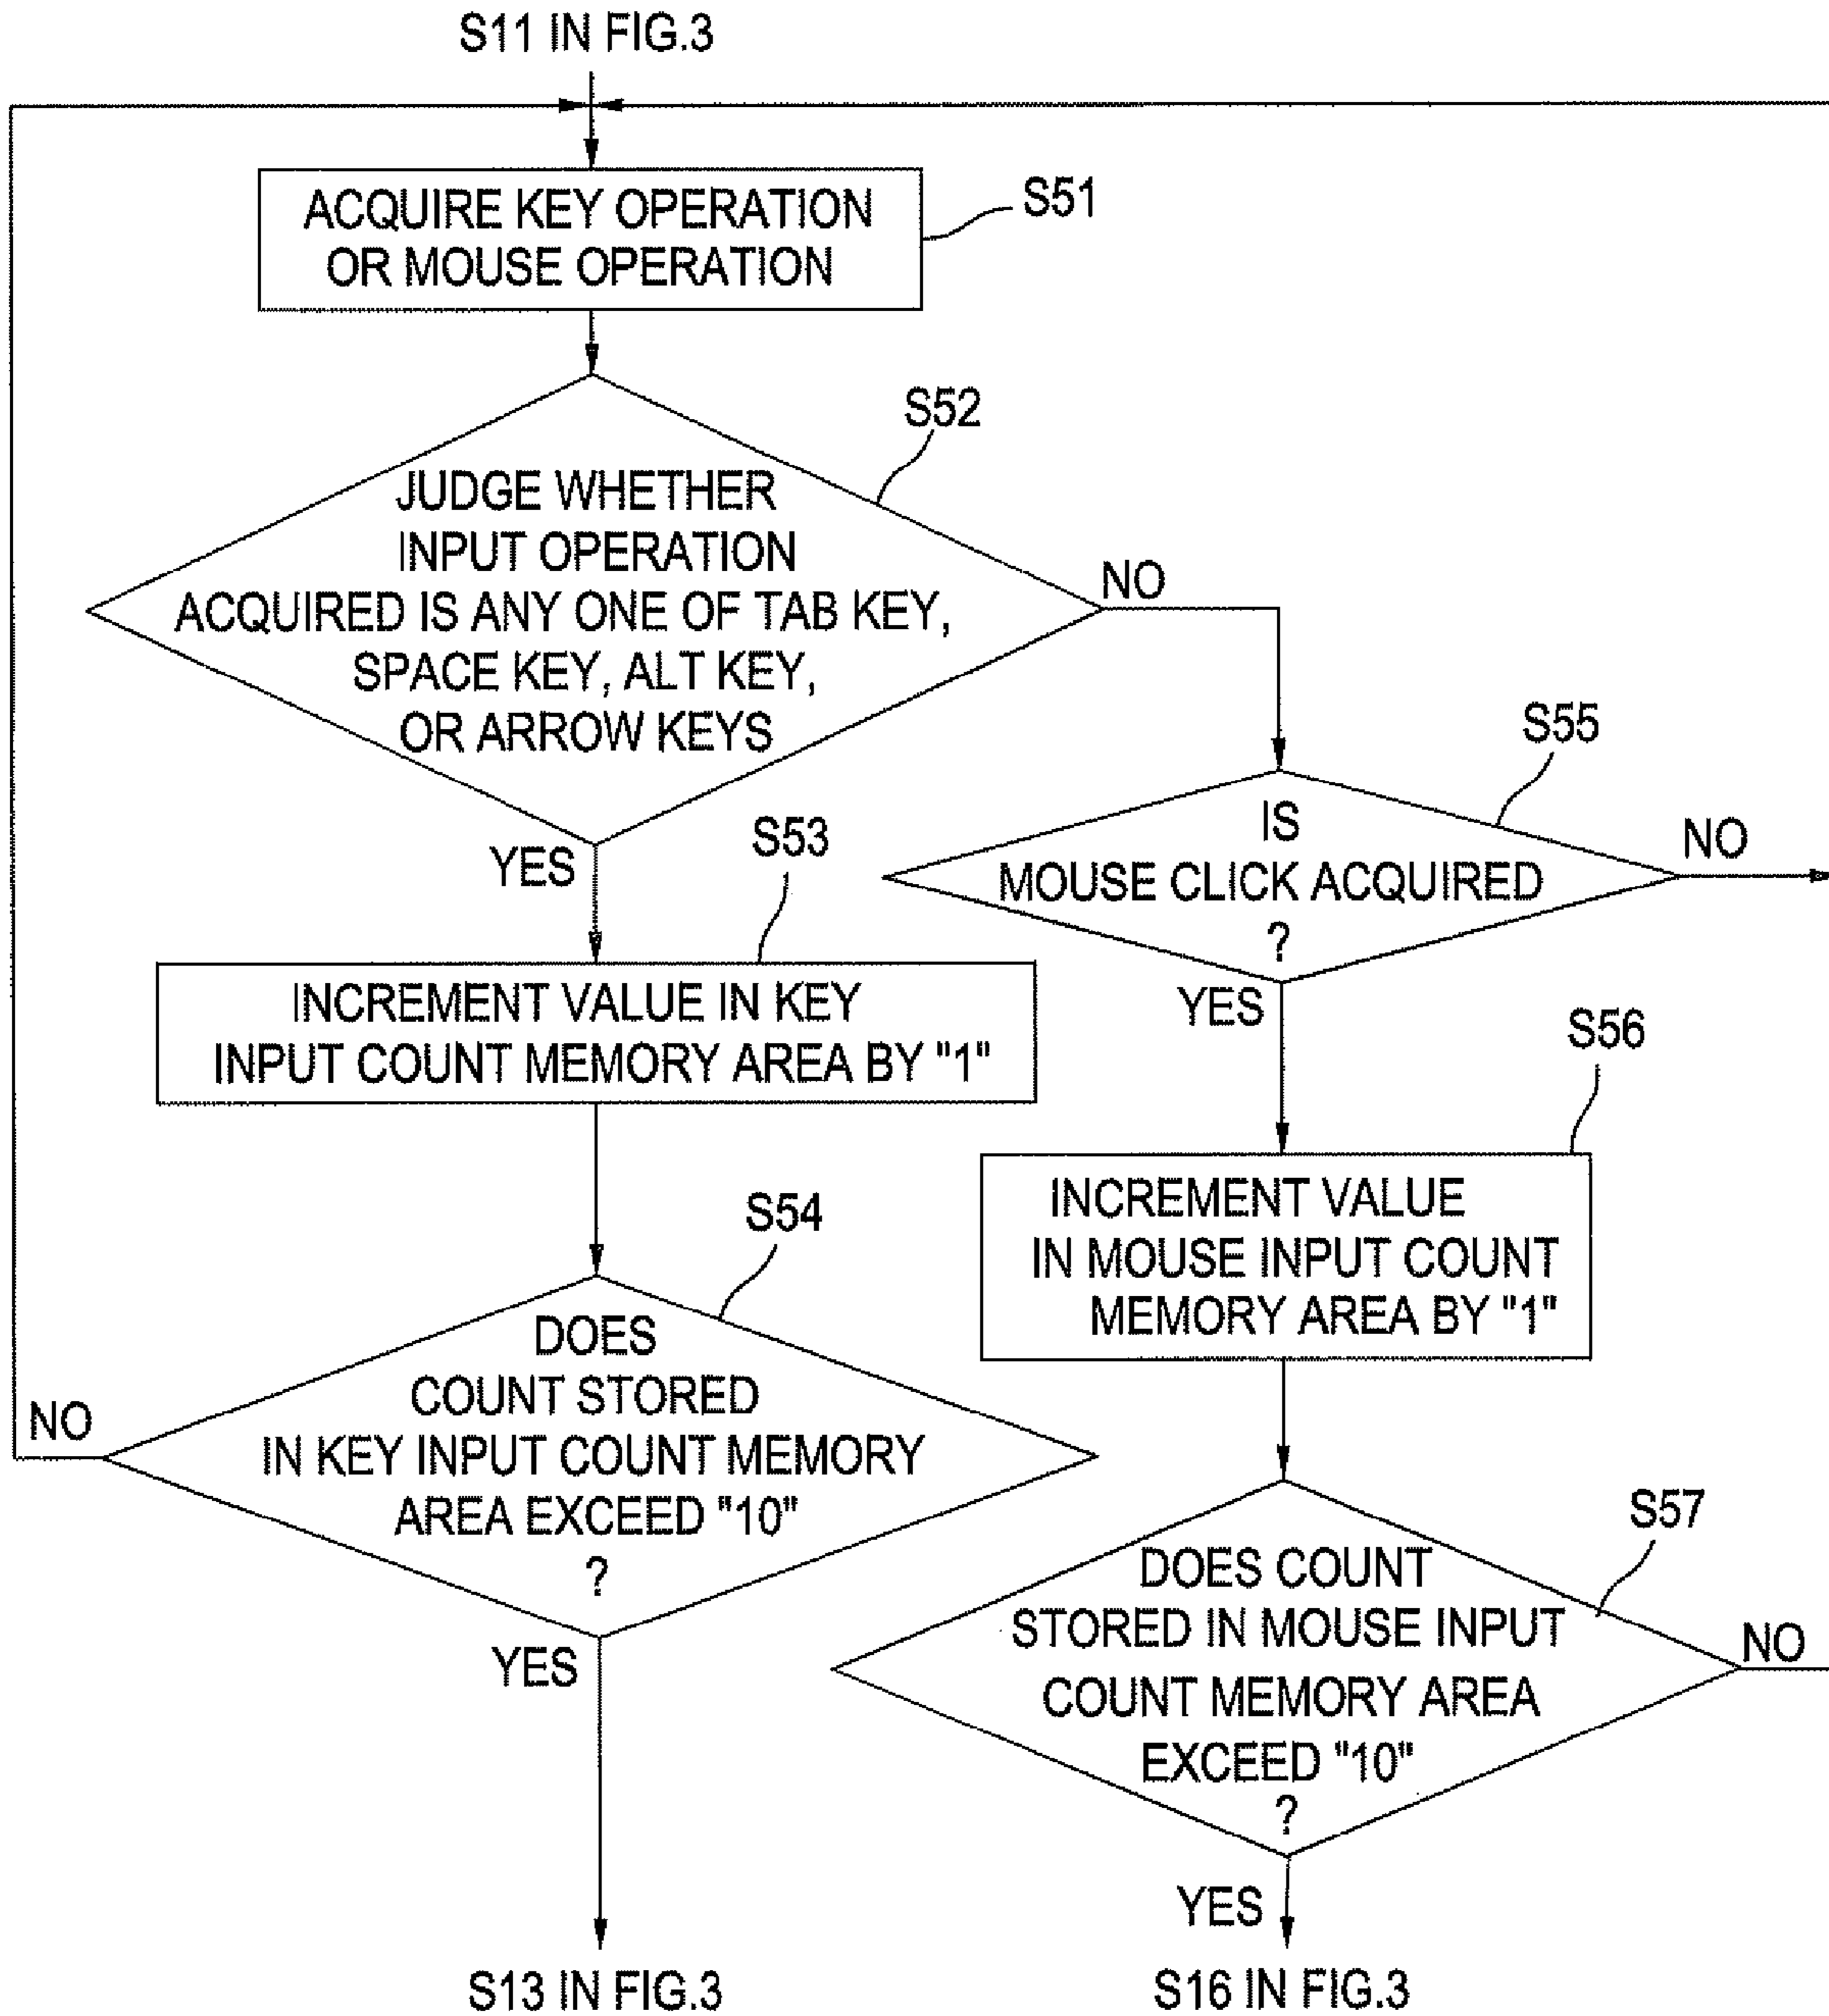 S11 IN FIG.3
ACQUIRE KEY OPERATION
OR MOUSE OPERATION
S51
S52
JUDGE WHETHER
INPUT OPERATION
ACQUIRED IS ANY ONE OF TAB KEY,
SPACE KEY, ALT KEY,
OR ARROW KEYS
NO
YES
S53
INCREMENT VALUE IN KEY
INPUT COUNT MEMORY AREA BY "1"
S54
DOES
COUNT STORED
IN KEY INPUT COUNT MEMORY
AREA EXCEED "10"
?
NO
YES
S13 IN FIG.3
S55
IS
MOUSE CLICK ACQUIRED
?
NO
YES
S56
INCREMENT VALUE
IN MOUSE INPUT COUNT
MEMORY AREA BY "1"
S57
DOES COUNT
STORED IN MOUSE INPUT
COUNT MEMORY AREA
EXCEED "10"
?
NO
YES
S16 IN FIG.3